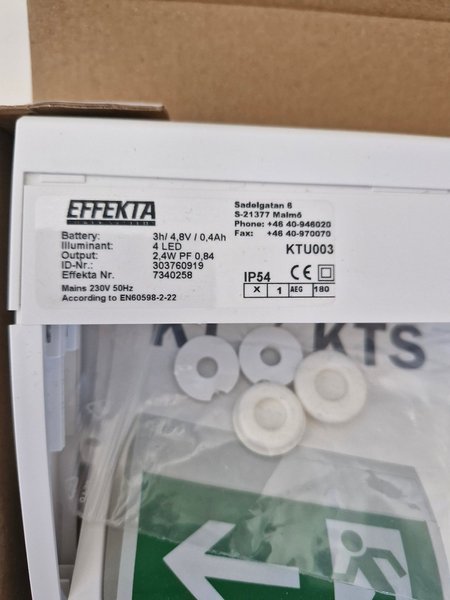 EFFEKTA
Sadelgatan 6
S-21377 Malmö
Phone: +46 40-946020
Fax: +46 40-970070
Battery: 3h/ 4,8V / 0,4Ah
Illuminant: 4 LED
Output: 2,4W PF 0,84
ID-Nr.: 303760919
Effekta Nr. 7340258
KTU003
Mains 230V 50Hz
According to EN60598-2-22
IP54 CE
X 1 AEG 180
KTS